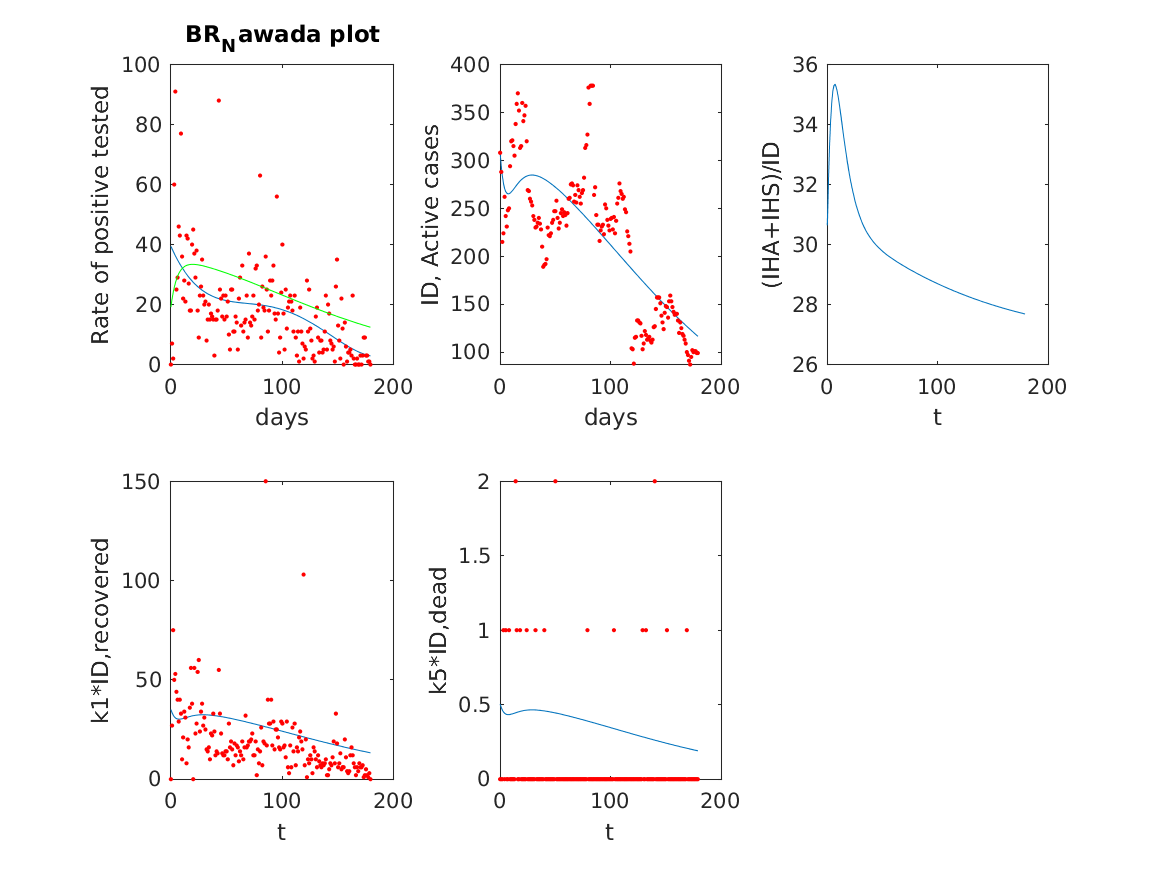 BR_Nawada plot
100
80
60
40
20
0
0 100 200
Rate of positive tested
days
400
350
300
250
200
150
100
0 100 200
ID, Active cases
days
36
34
32
30
28
26
0 100 200
(IHA+IHS)/ID
t
150
100
50
0
0 100 200
k1*ID,recovered
t
2
1.5
1
0.5
0
0 100 200
k5*ID,dead
t